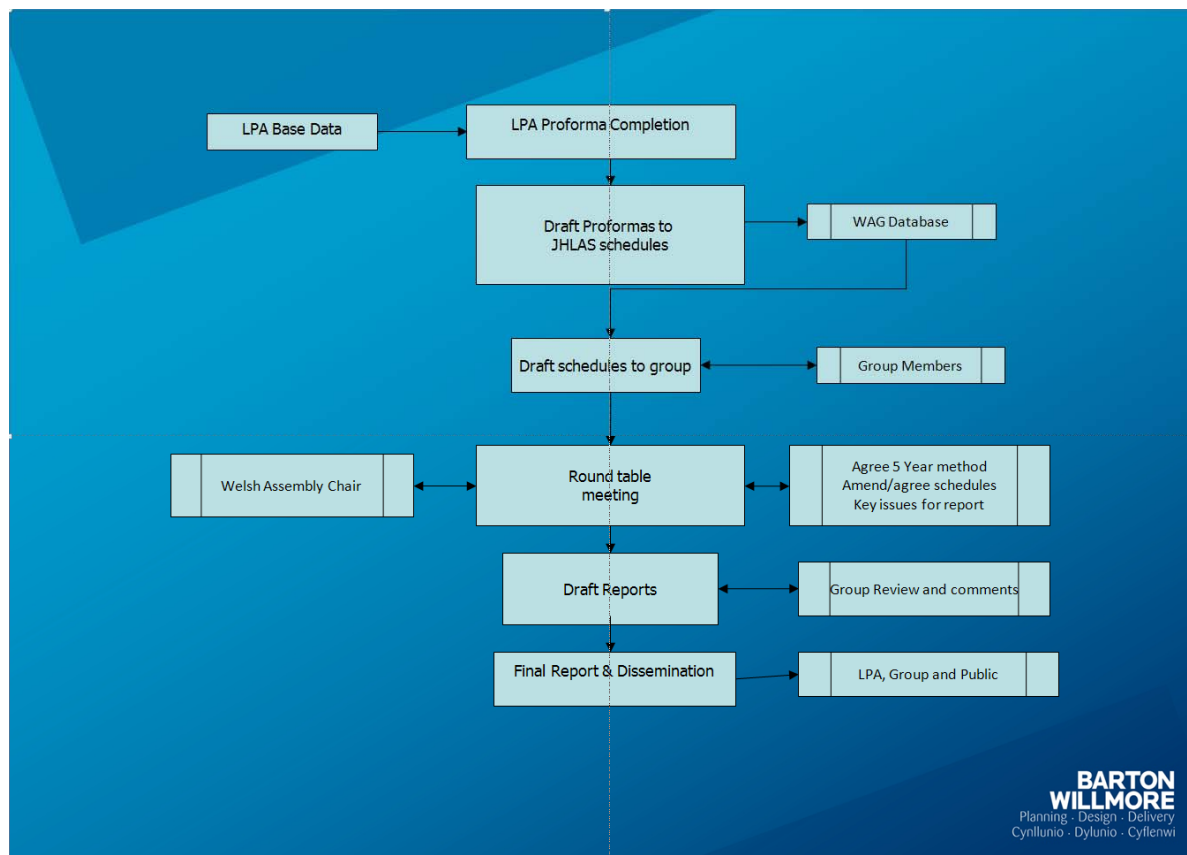 LPA Base Data
LPA Proforma Completion
Draft Proformas to
JHLAS schedules
WAG Database
Draft schedules to group
Group Members
Welsh Assembly Chair
Round table
meeting
Agree 5 Year method
Amend/agree schedules
Key issues for report
Draft Reports
Group Review and comments
Final Report & Dissemination
LPA, Group and Public
BARTON
WILLMORE
Planning · Design · Delivery
Cynllunio · Dylunio · Cyflenwi